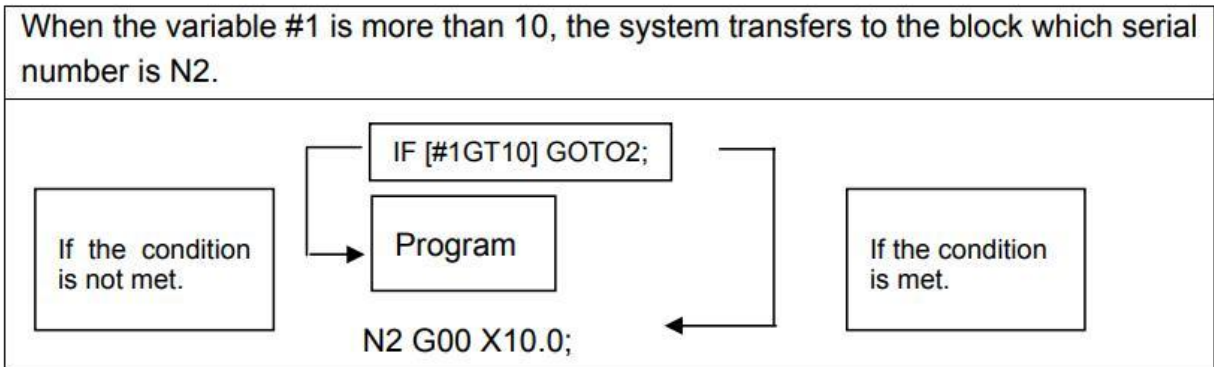 When the variable #1 is more than 10, the system transfers to the block which serial
number is N2.
IF [#1GT10] GOTO2;
If the condition
is not met.
Program
If the condition
is met.
N2 G00 X10.0;